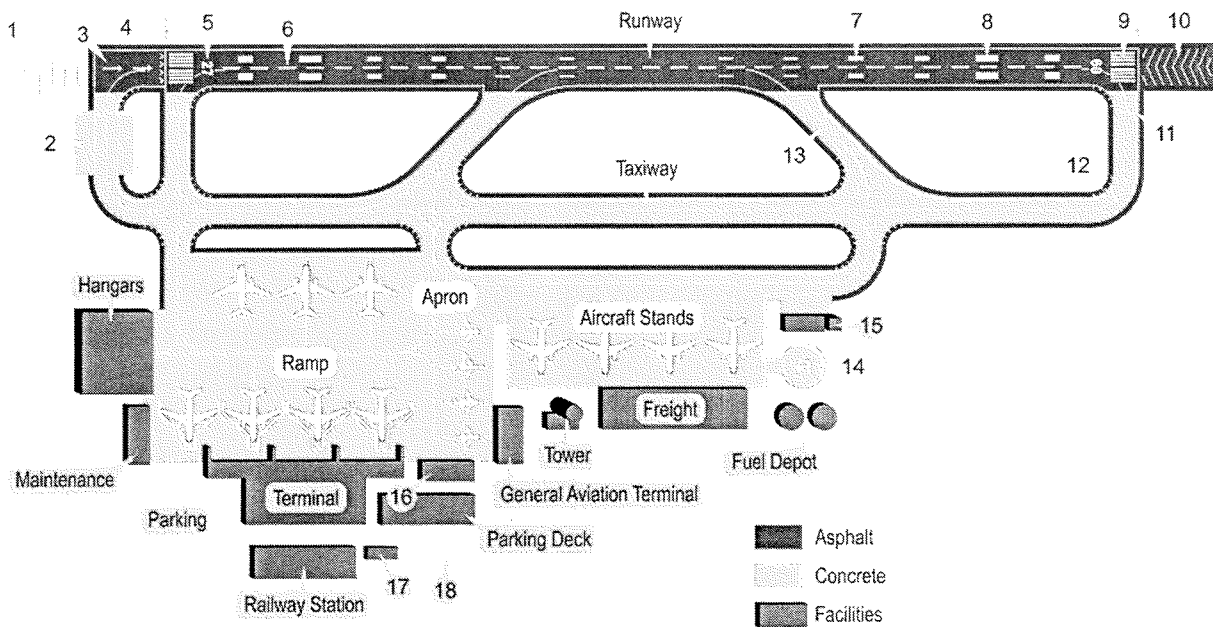 1
3
4
5
6
Runway
7
8
9
10
2
11
13
12
Taxiway
Hangars
Apron
Aircraft Stands
15
Ramp
14
Freight
Tower
Fuel Depot
Maintenance
Terminal
16
General Aviation Terminal
Parking
Parking Deck
Asphalt
Concrete
17
18
Railway Station
Facilities